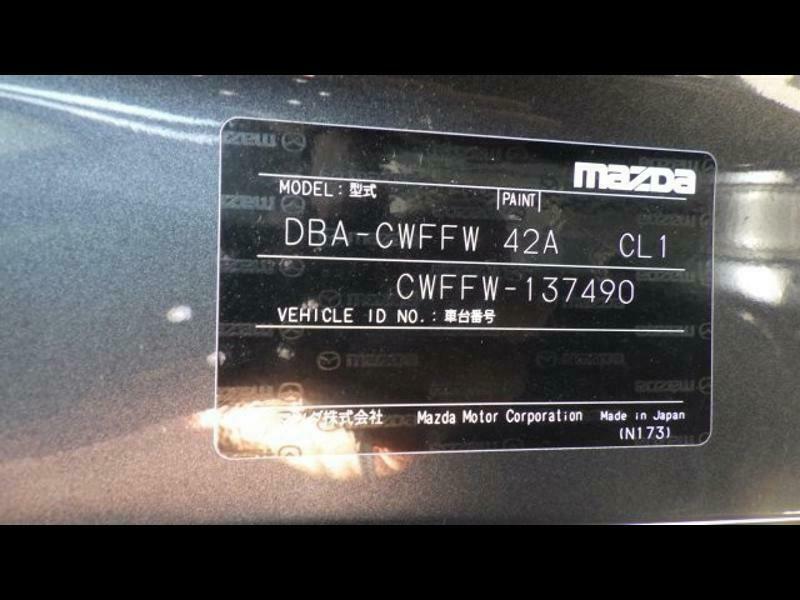 mazda
MODEL：型式 PAINT
DBA-CWFFW 42A CL1
CWFFW-137490
VEHICLE ID NO.：車台番号
マツダ株式会社 Mazda Motor Corporation Made in Japan
(N173)